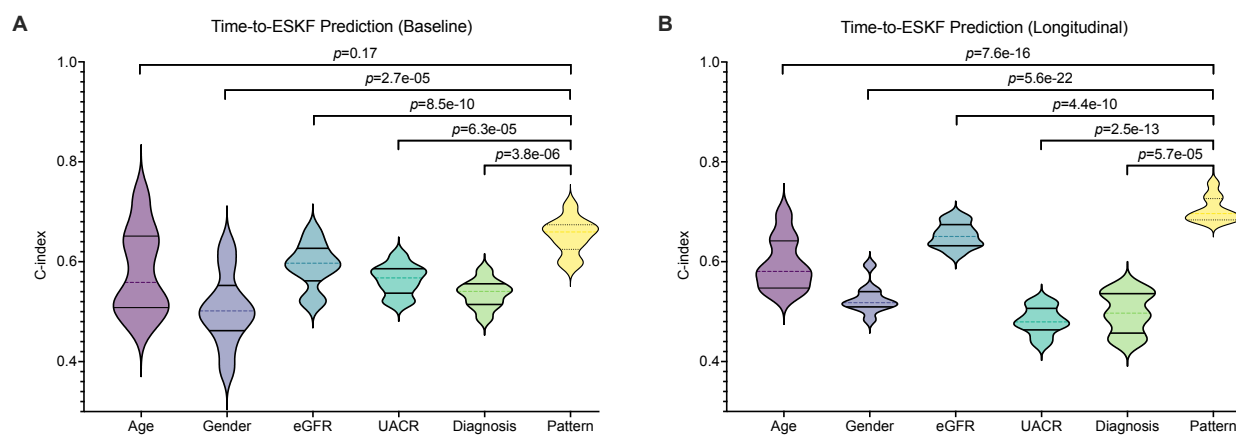 A
Time-to-ESKF Prediction (Baseline)
p=0.17
p=2.7e-05
p=8.5e-10
p=6.3e-05
p=3.8e-06
1.0
0.8
0.6
0.4
C-index
Age Gender eGFR UACR Diagnosis Pattern
B
Time-to-ESKF Prediction (Longitudinal)
p=7.6e-16
p=5.6e-22
p=4.4e-10
p=2.5e-13
p=5.7e-05
1.0
0.8
0.6
0.4
C-index
Age Gender eGFR UACR Diagnosis Pattern